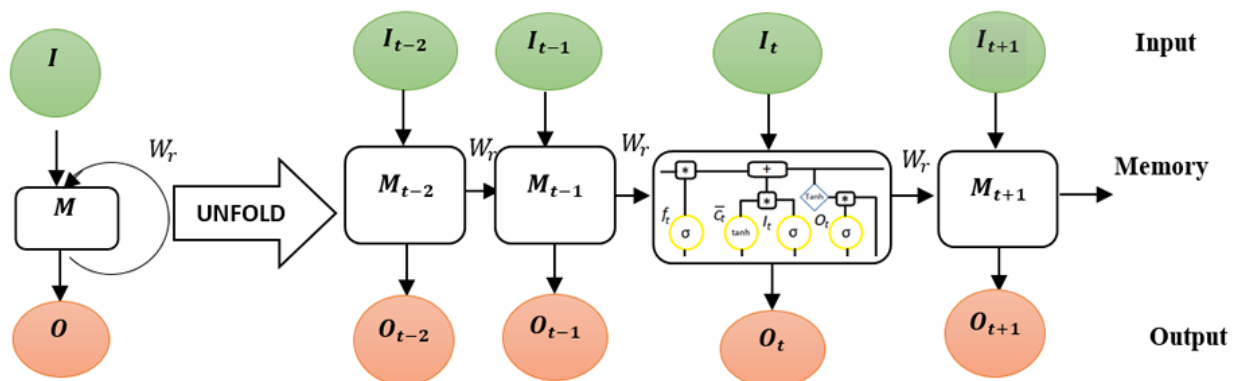 I
I_{t−2}
I_{t−1}
I_t
I_{t+1}
Input
W_r
M
UNFOLD
M_{t−2}
W_r
M_{t−1}
W_r
*
+
Tanh
*
*
f_t
σ
C̅_t
tanh
I_t
σ
O_t
σ
W_r
M_{t+1}
Memory
O
O_{t−2}
O_{t−1}
O_t
O_{t+1}
Output